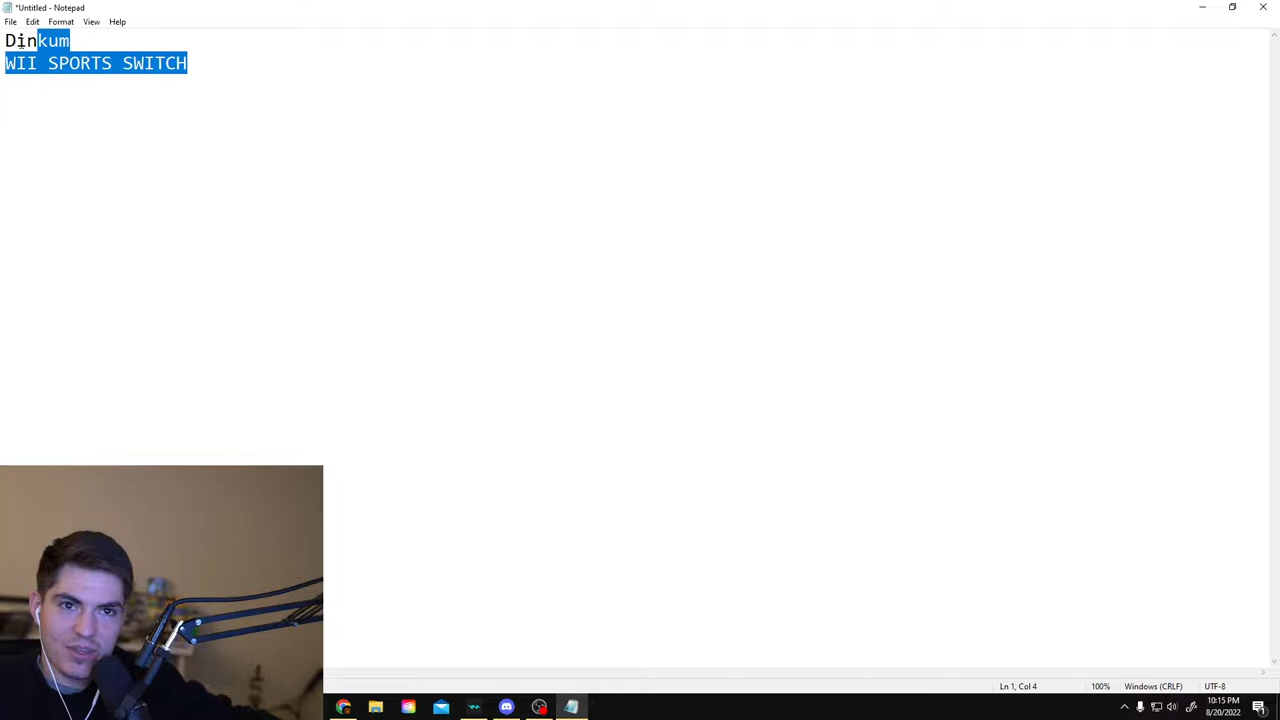 *Untitled - Notepad
File Edit Format View Help
Dinkum
WII SPORTS SWITCH
Ln 1, Col 4 100% Windows (CRLF) UTF-8
10:15 PM
8/20/2022